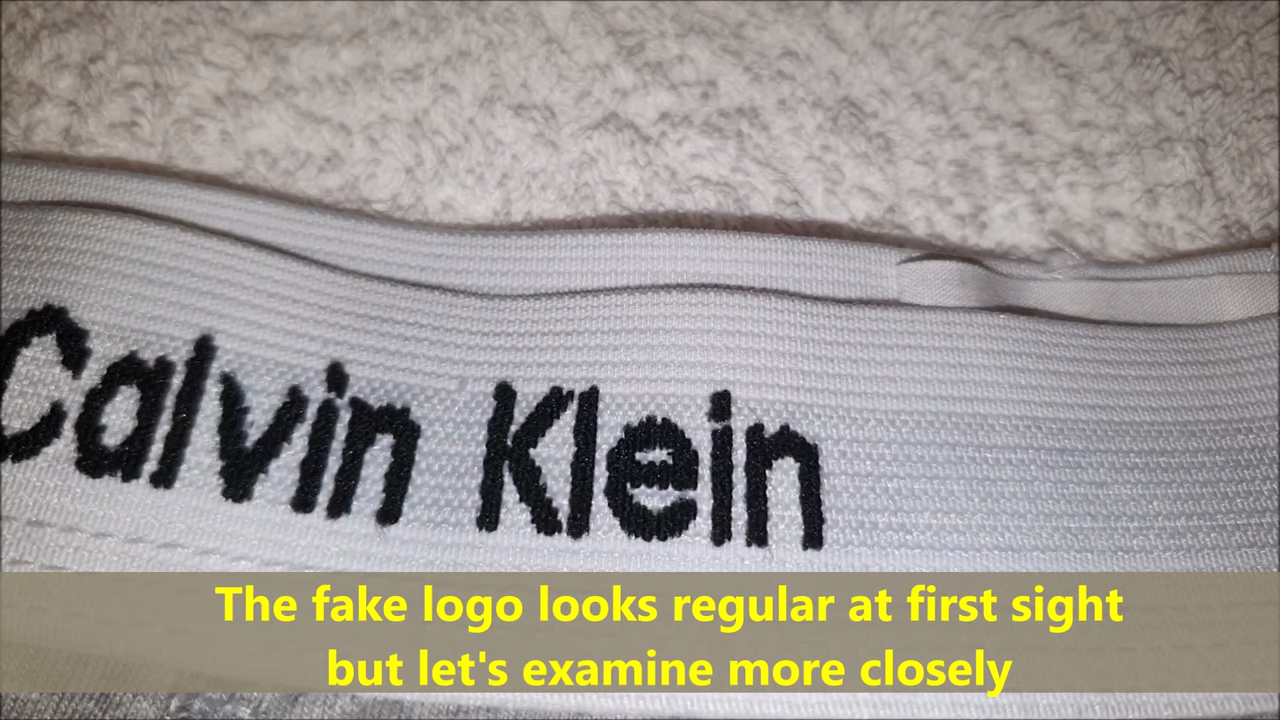 Calvin Klein
The fake logo looks regular at first sight
but let's examine more closely